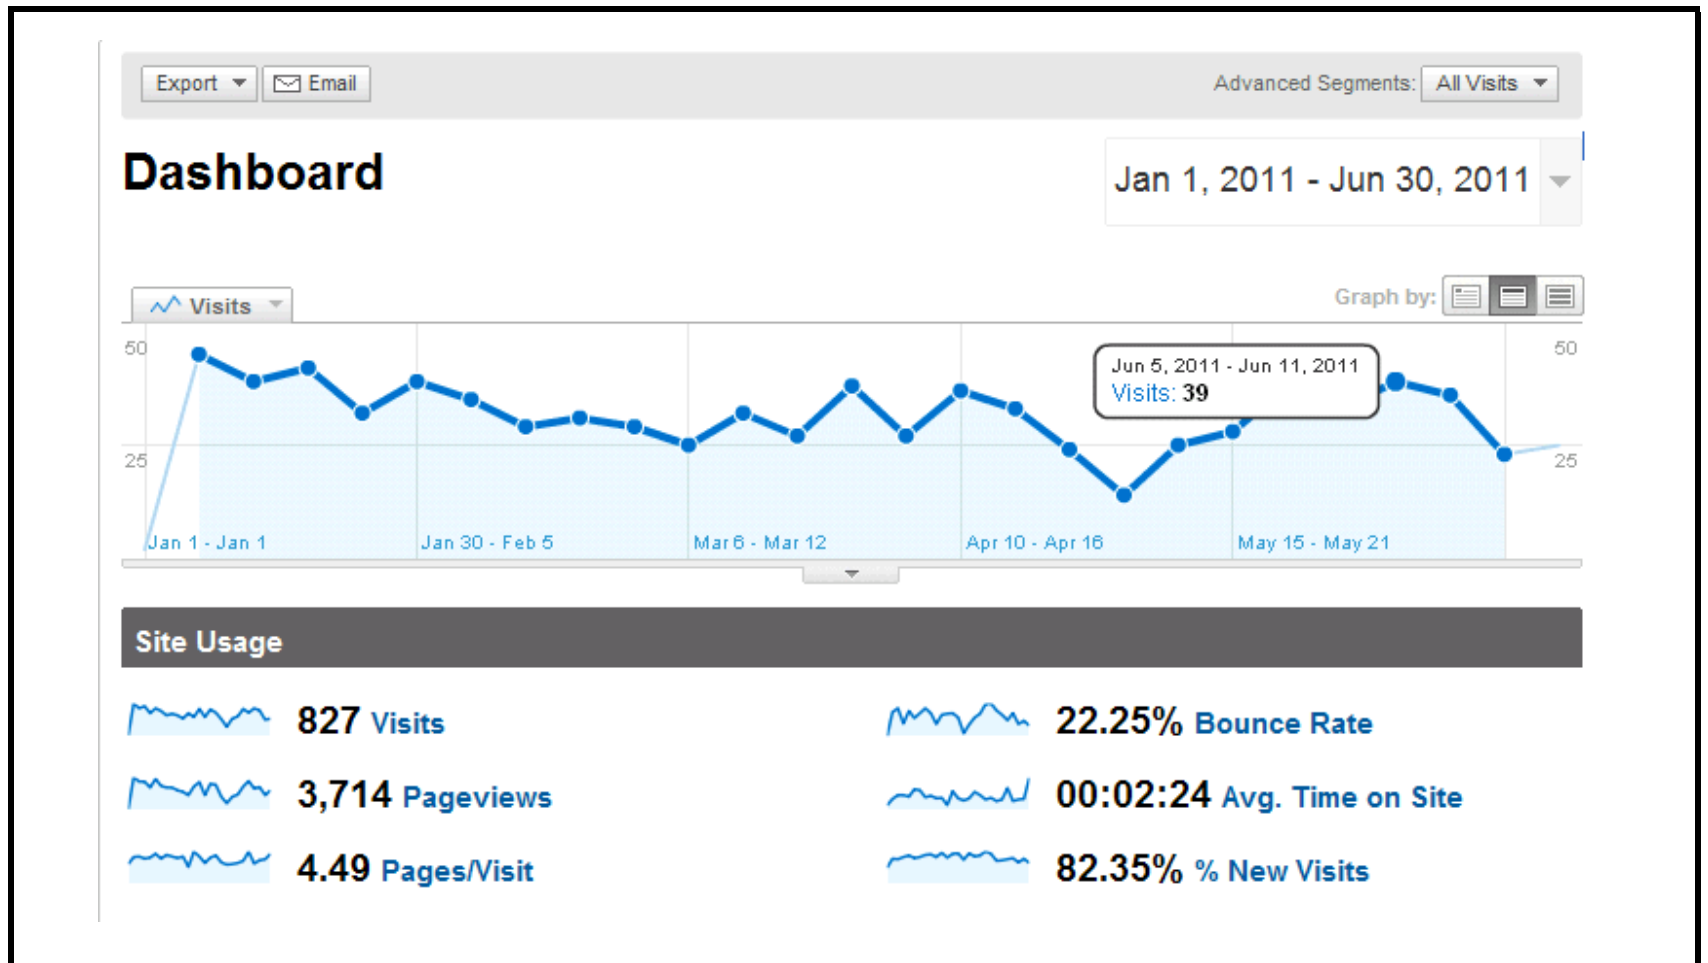 Export Email Advanced Segments: All Visits
Dashboard
Jan 1, 2011 - Jun 30, 2011
Visits
Graph by:
50 50
Jun 5, 2011 - Jun 11, 2011
Visits: 39
25 25
Jan 1 - Jan 1 Jan 30 - Feb 5 Mar 6 - Mar 12 Apr 10 - Apr 16 May 15 - May 21
Site Usage
827 Visits 22.25% Bounce Rate
3,714 Pageviews 00:02:24 Avg. Time on Site
4.49 Pages/Visit 82.35% % New Visits